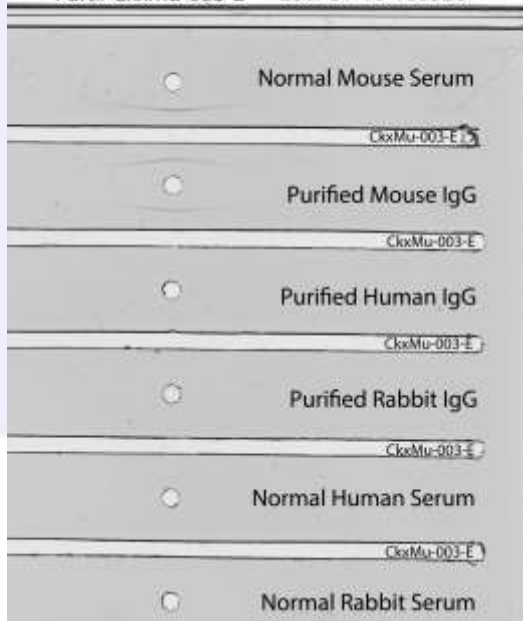 Normal Mouse Serum
CkxMu-003-E
Purified Mouse IgG
CkxMu-003-E
Purified Human IgG
CkxMu-003-E
Purified Rabbit IgG
CkxMu-003-E
Normal Human Serum
CkxMu-003-E
Normal Rabbit Serum